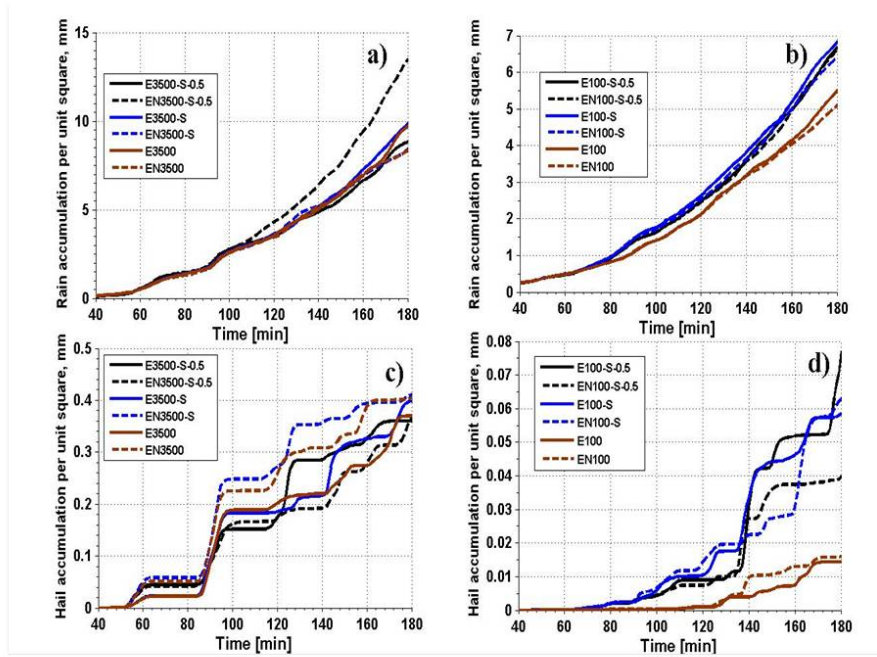 a)
Rain accumulation per unit square, mm
15
10
5
0
E3500-S-0.5
EN3500-S-0.5
E3500-S
EN3500-S
E3500
EN3500
40 60 80 100 120 140 160 180
Time [min]
b)
Rain accumulation per unit square, mm
7
6
5
4
3
2
1
0
E100-S-0.5
EN100-S-0.5
E100-S
EN100-S
E100
EN100
40 60 80 100 120 140 160 180
Time [min]
c)
Hail accumulation per unit square, mm
0.5
0.4
0.3
0.2
0.1
0
E3500-S-0.5
EN3500-S-0.5
E3500-S
EN3500-S
E3500
EN3500
40 60 80 100 120 140 160 180
Time [min]
d)
Hail accumulation per unit square, mm
0.08
0.07
0.06
0.05
0.04
0.03
0.02
0.01
0
E100-S-0.5
EN100-S-0.5
E100-S
EN100-S
E100
EN100
40 60 80 100 120 140 160 180
Time [min]